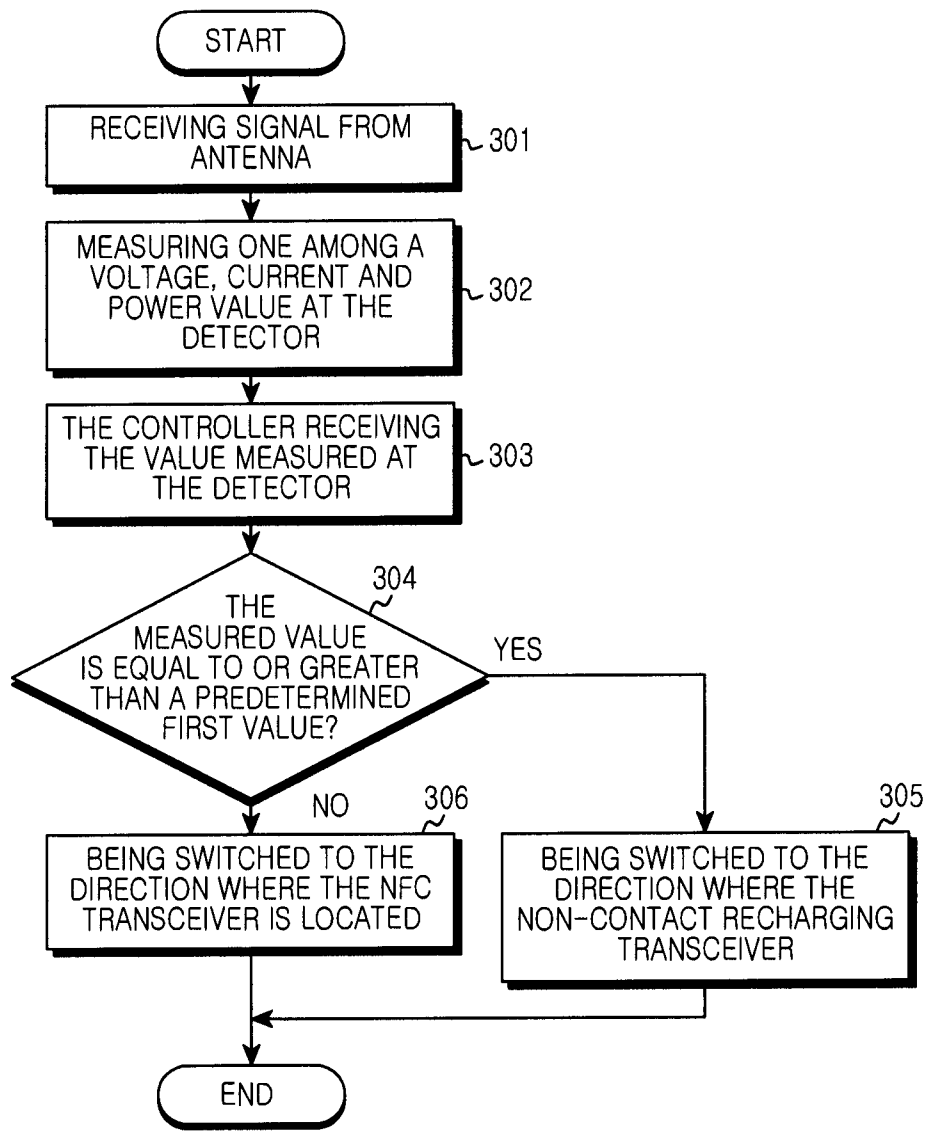 START
RECEIVING SIGNAL FROM
ANTENNA
301
MEASURING ONE AMONG A
VOLTAGE, CURRENT AND
POWER VALUE AT THE
DETECTOR
302
THE CONTROLLER RECEIVING
THE VALUE MEASURED AT
THE DETECTOR
303
304
THE
MEASURED VALUE
IS EQUAL TO OR GREATER
THAN A PREDETERMINED
FIRST VALUE?
YES
NO
306
BEING SWITCHED TO THE
DIRECTION WHERE THE NFC
TRANSCEIVER IS LOCATED
305
BEING SWITCHED TO THE
DIRECTION WHERE THE
NON-CONTACT RECHARGING
TRANSCEIVER
END